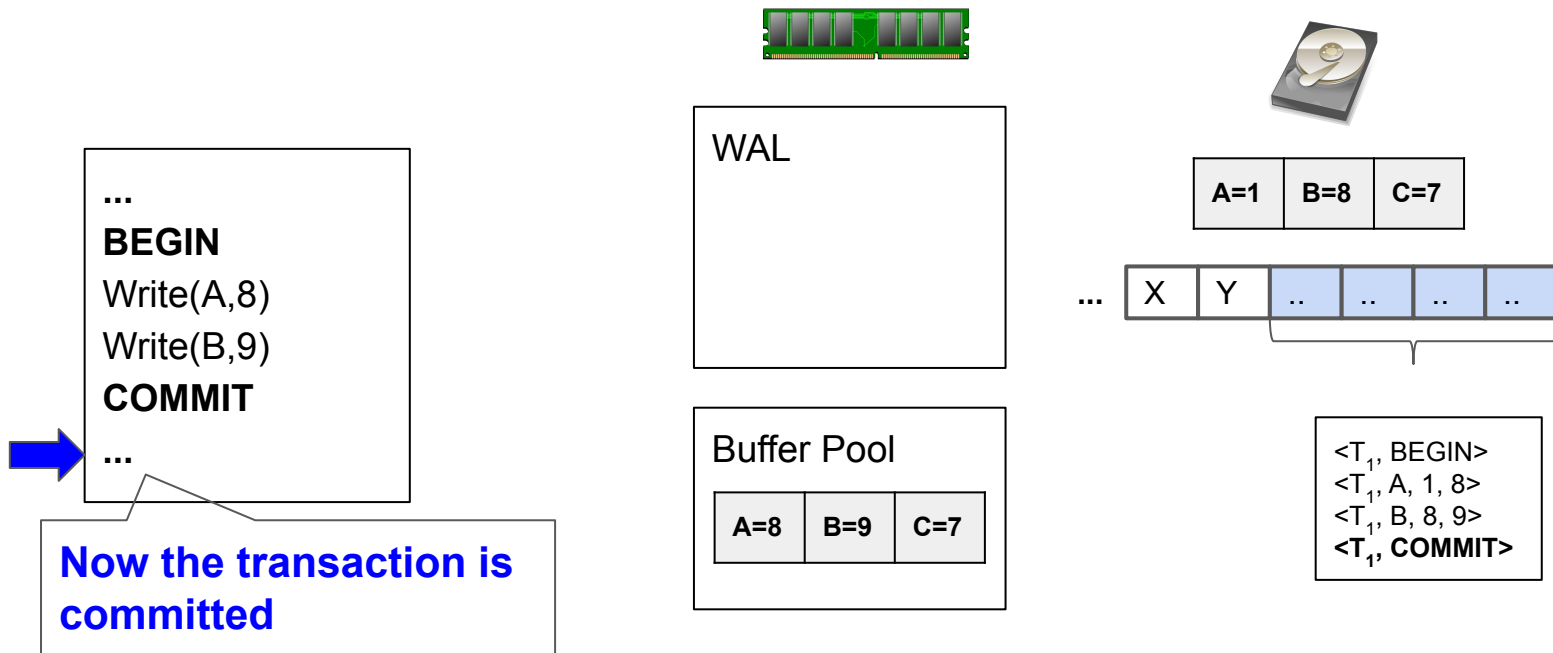 ...
BEGIN
Write(A,8)
Write(B,9)
COMMIT
...
Now the transaction is
committed
WAL
Buffer Pool
A=8 B=9 C=7
A=1 B=8 C=7
... X Y .. .. .. ..
<T1, BEGIN>
<T1, A, 1, 8>
<T1, B, 8, 9>
<T1, COMMIT>